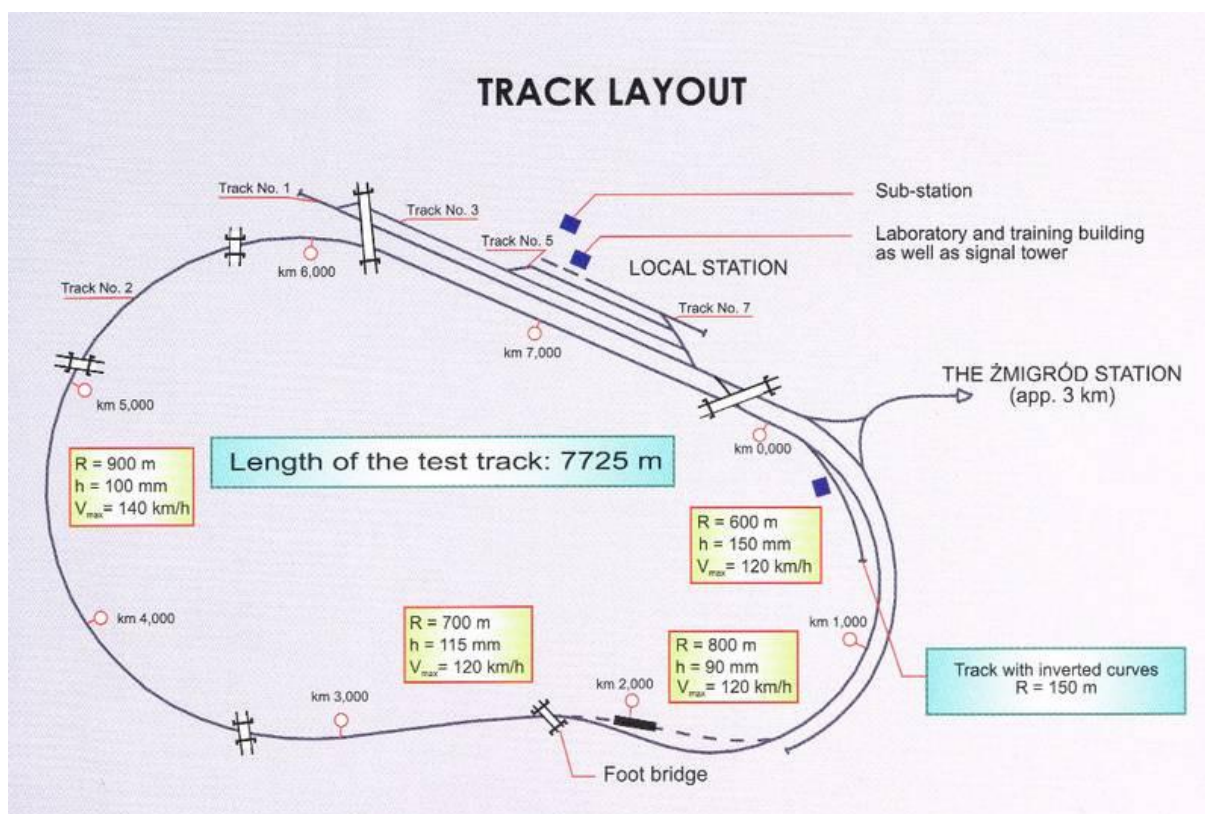 TRACK LAYOUT
Track No. 1
Track No. 3
Sub-station
Track No. 5
Laboratory and training building
as well as signal tower
LOCAL STATION
km 6,000
Track No. 2
Track No. 7
km 7,000
THE ŻMIGRÓD STATION
(app. 3 km)
km 5,000
km 0,000
Length of the test track: 7725 m
R = 900 m
h = 100 mm
Vmax= 140 km/h
R = 600 m
h = 150 mm
Vmax= 120 km/h
km 4,000
R = 700 m
h = 115 mm
Vmax= 120 km/h
km 1,000
R = 800 m
h = 90 mm
Vmax= 120 km/h
Track with inverted curves
R = 150 m
km 3,000
km 2,000
Foot bridge